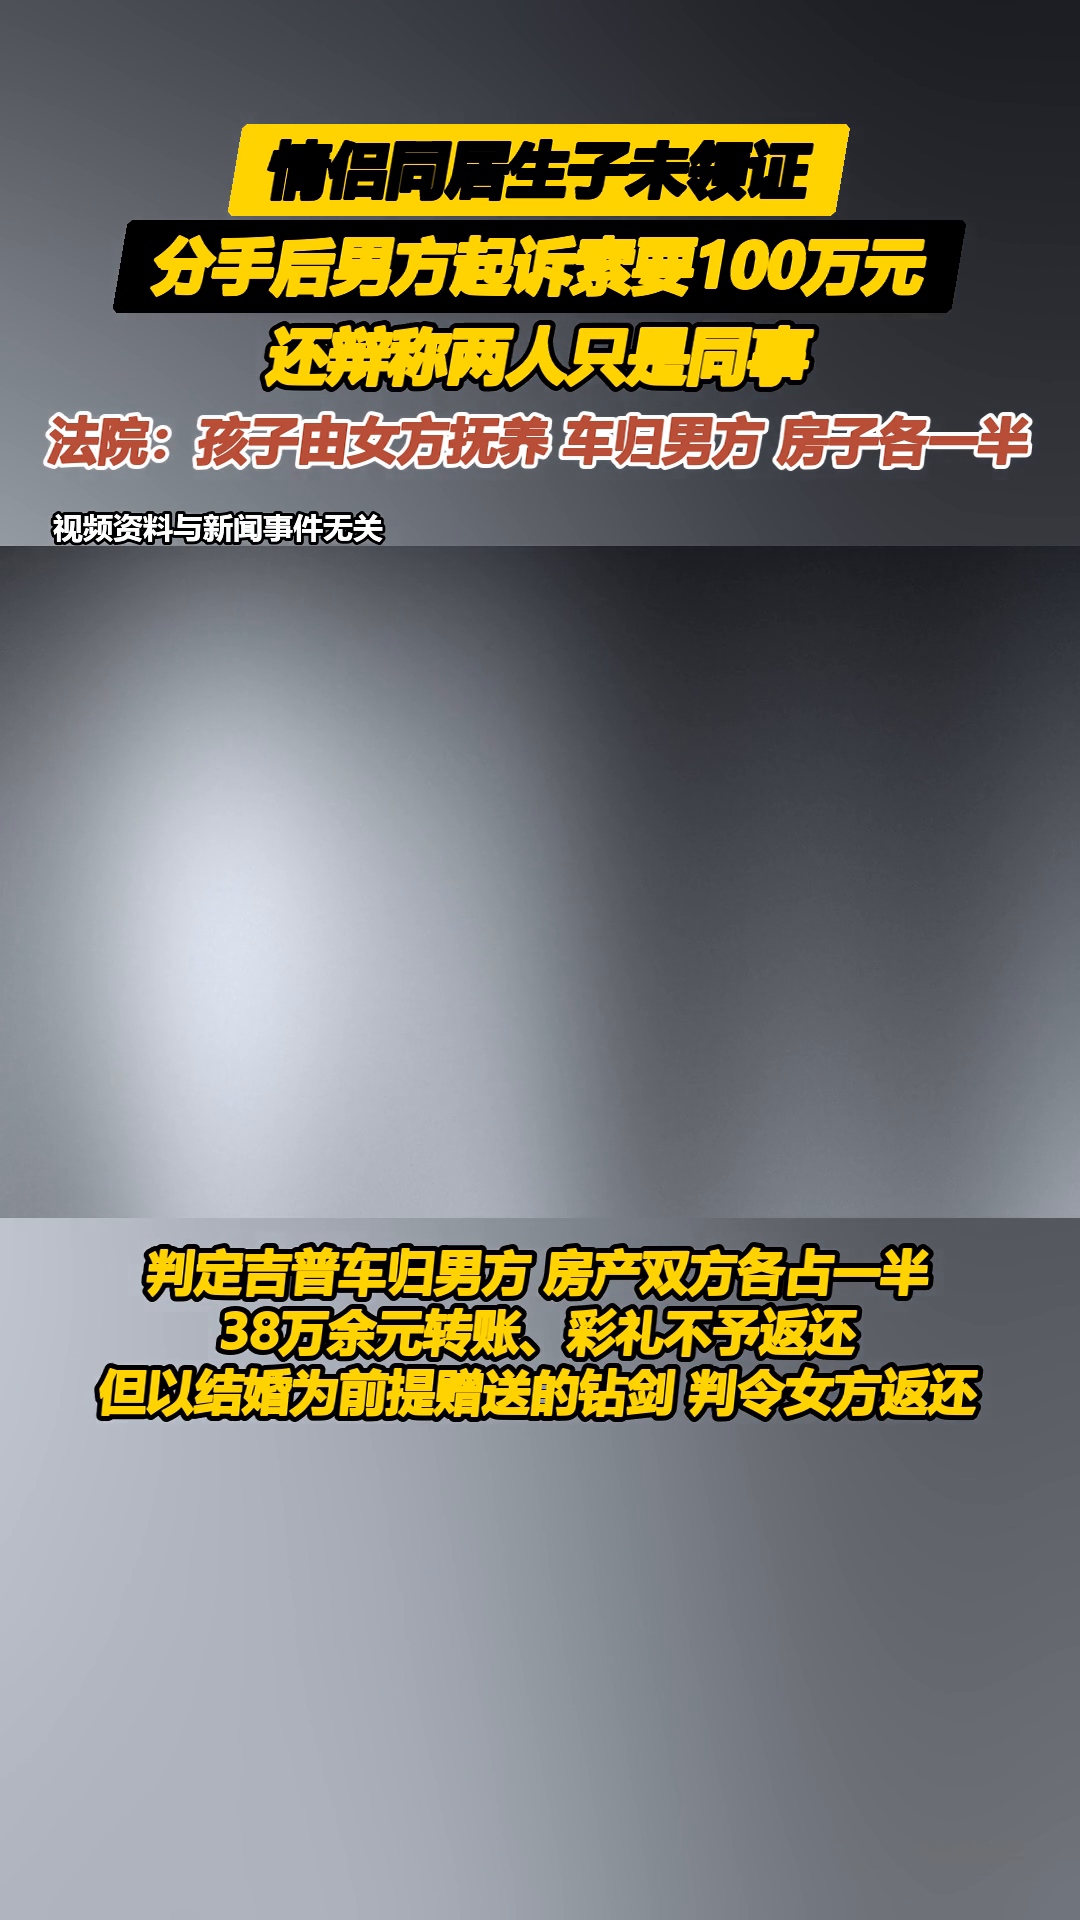 情侣同居生子未领证
分手后男方起诉索要100万元
还辩称两人只是同事
法院：孩子由女方抚养 车归男方 房子各一半
视频资料与新闻事件无关
判定吉普车归男方 房产双方各占一半
38万余元转账、彩礼不予返还
但以结婚为前提赠送的钻剑 判令女方返还